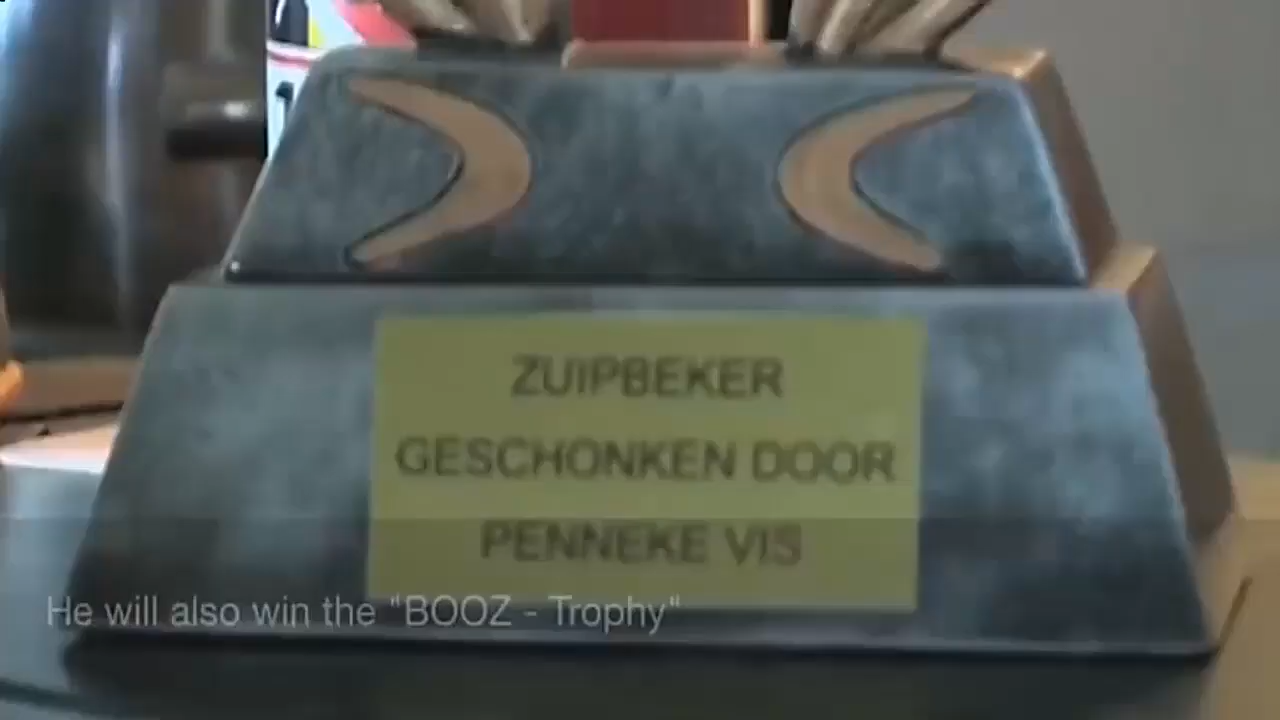 ZUIPBEKER
GESCHONKEN DOOR
PENNEKE VIS
He will also win the "BOOZ - Trophy"